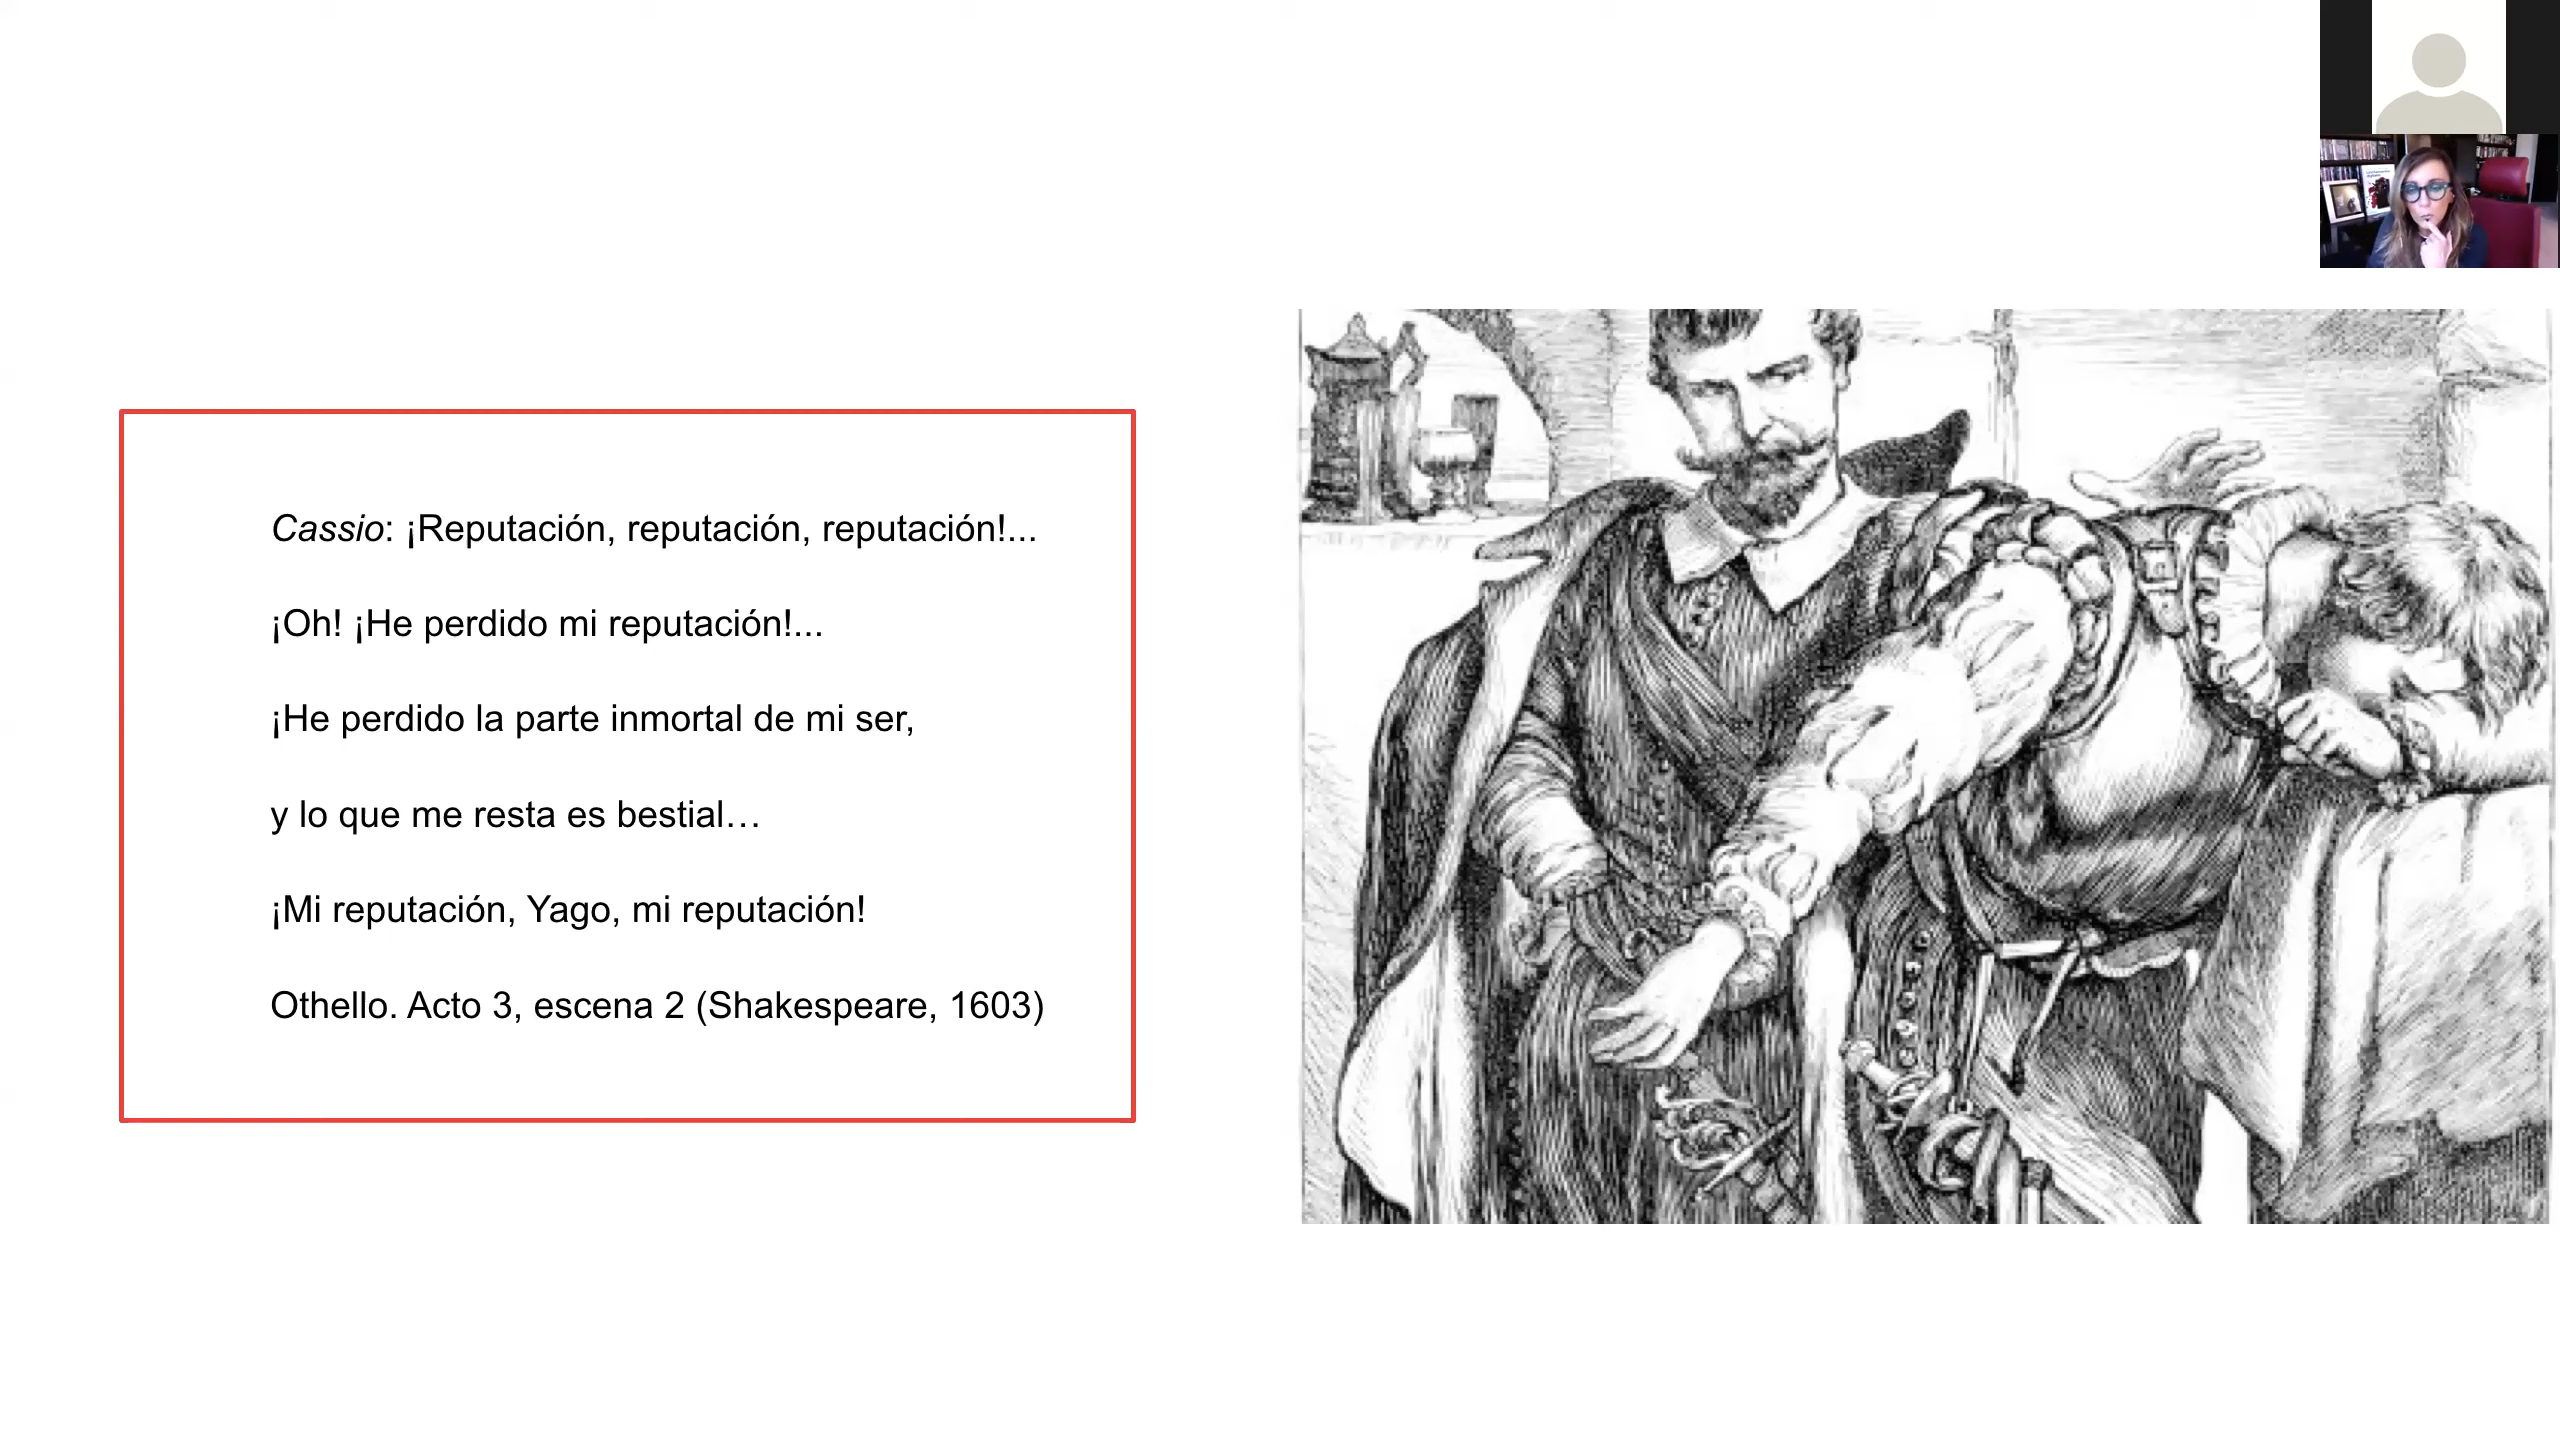 Cassio: ¡Reputación, reputación, reputación!...
¡Oh! ¡He perdido mi reputación!...
¡He perdido la parte inmortal de mi ser,
y lo que me resta es bestial…
¡Mi reputación, Yago, mi reputación!
Othello. Acto 3, escena 2 (Shakespeare, 1603)